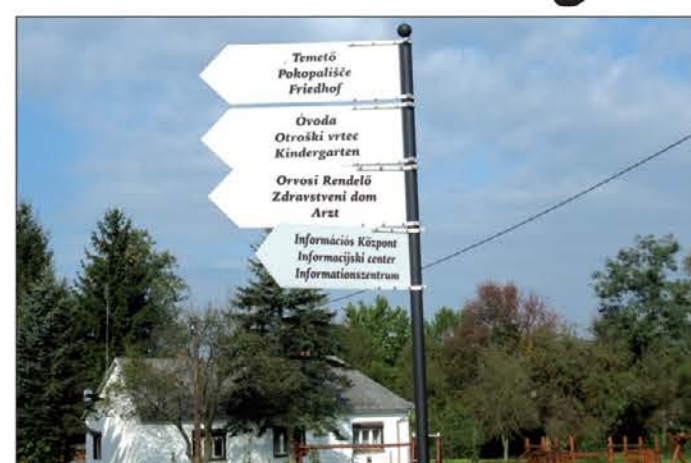 Temető
Pokopališče
Friedhof
Óvoda
Otroški vrtec
Kindergarten
Orvosi Rendelő
Zdravstveni dom
Arzt
Információs Központ
Informacijski center
Informationszentrum